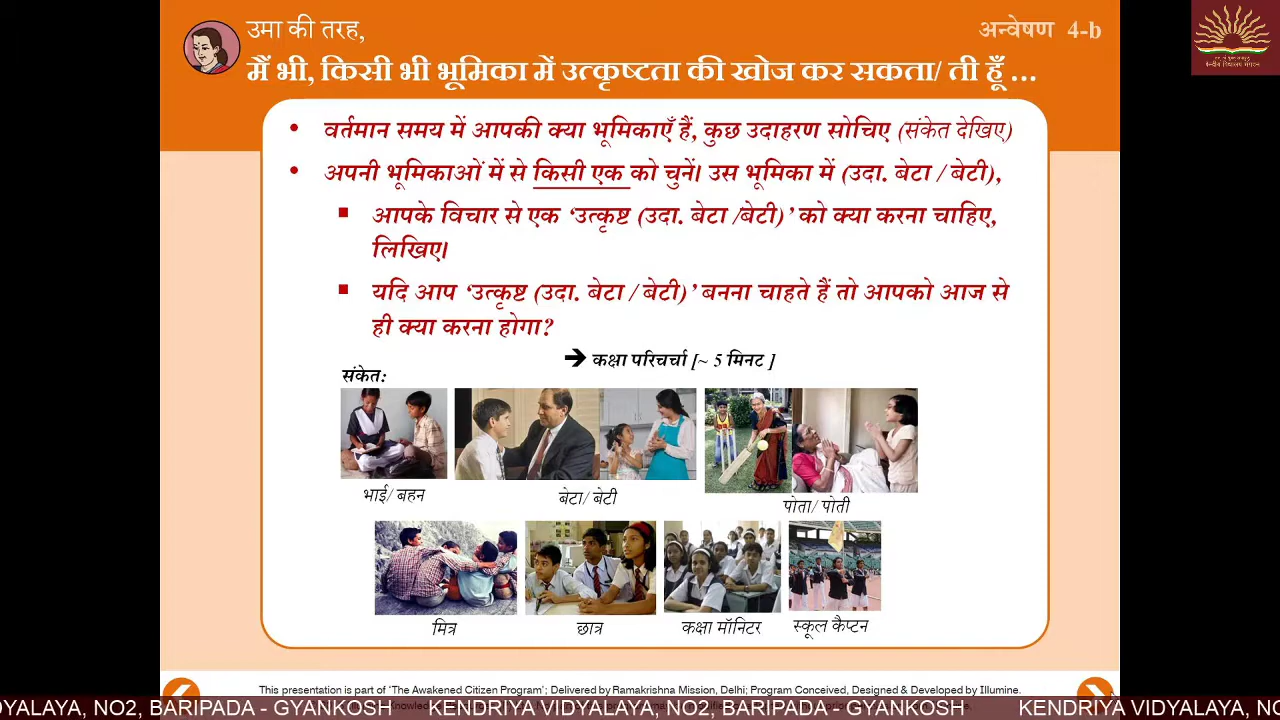 उमा की तरह,
अन्वेषण 4-b
मैं भी, किसी भी भूमिका में उत्कृष्टता की खोज कर सकता/ ती हूँ ...
• वर्तमान समय में आपकी क्या भूमिकाएँ हैं, कुछ उदाहरण सोचिए (संकेत देखिए)
• अपनी भूमिकाओं में से किसी एक को चुनें। उस भूमिका में (उदा. बेटा / बेटी),
▪ आपके विचार से एक ‘उत्कृष्ट (उदा. बेटा /बेटी)’ को क्या करना चाहिए,
लिखिए।
▪ यदि आप ‘उत्कृष्ट (उदा. बेटा / बेटी)’ बनना चाहते हैं तो आपको आज से
ही क्या करना होगा?
➔ कक्षा परिचर्चा [~ 5 मिनट ]
संकेत:
भाई/ बहन
बेटा/ बेटी
पोता/ पोती
मित्र
छात्र
कक्षा मॉनिटर
स्कूल कैप्टन
This presentation is part of ‘The Awakened Citizen Program’; Delivered by Ramakrishna Mission, Delhi; Program Conceived, Designed & Developed by Illumine.
DYALAYA, NO2, BARIPADA - GYANKOSH KENDRIYA VIDYALAYA, NO2, BARIPADA - GYANKOSH KENDRIYA VIDYALAYA, NO